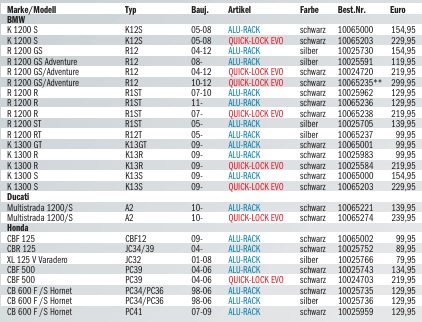 Marke/Modell Typ Bauj. Artikel Farbe Best.Nr. Euro
BMW
K 1200 S K12S 05-08 ALU-RACK schwarz 10065000 154,95
K 1200 S K12S 05-08 QUICK-LOCK EVO schwarz 10065203 229,95
R 1200 GS R12 04-12 ALU-RACK silber 10025730 154,95
R 1200 GS Adventure R12 08- ALU-RACK silber 10025591 119,95
R 1200 GS/Adventure R12 04-12 QUICK-LOCK EVO schwarz 10024720 219,95
R 1200 GS/Adventure R12 10-12 QUICK-LOCK EVO schwarz 10065235** 299,95
R 1200 R R1ST 07-10 ALU-RACK schwarz 10025962 129,95
R 1200 R R1ST 11- ALU-RACK schwarz 10065236 129,95
R 1200 R R1ST 07- QUICK-LOCK EVO schwarz 10065238 219,95
R 1200 ST R1ST 05- ALU-RACK silber 10025705 139,95
R 1200 RT R12T 05- ALU-RACK silber 10065237 99,95
K 1300 GT K13GT 09- ALU-RACK schwarz 10065001 99,95
K 1300 R K13R 09- ALU-RACK schwarz 10025983 99,95
K 1300 R K13R 09- QUICK-LOCK EVO schwarz 10025584 219,95
K 1300 S K13S 09- ALU-RACK schwarz 10065000 154,95
K 1300 S K13S 09- QUICK-LOCK EVO schwarz 10065203 229,95
Ducati
Multistrada 1200/S A2 10- ALU-RACK schwarz 10065221 139,95
Multistrada 1200/S A2 10- QUICK-LOCK EVO schwarz 10065274 239,95
Honda
CBF 125 CBF12 09- ALU-RACK schwarz 10065002 99,95
CBR 125 JC34/39 04- ALU-RACK schwarz 10025752 89,95
XL 125 V Varadero JC32 01-08 ALU-RACK silber 10025766 79,95
CBF 500 PC39 04-06 ALU-RACK schwarz 10025743 134,95
CBF 500 PC39 04-06 QUICK-LOCK EVO schwarz 10024703 219,95
CB 600 F /S Hornet PC34/PC36 98-06 ALU-RACK schwarz 10025735 129,95
CB 600 F /S Hornet PC34/PC36 98-06 ALU-RACK silber 10025736 129,95
CB 600 F /S Hornet PC41 07-09 ALU-RACK schwarz 10025959 129,95